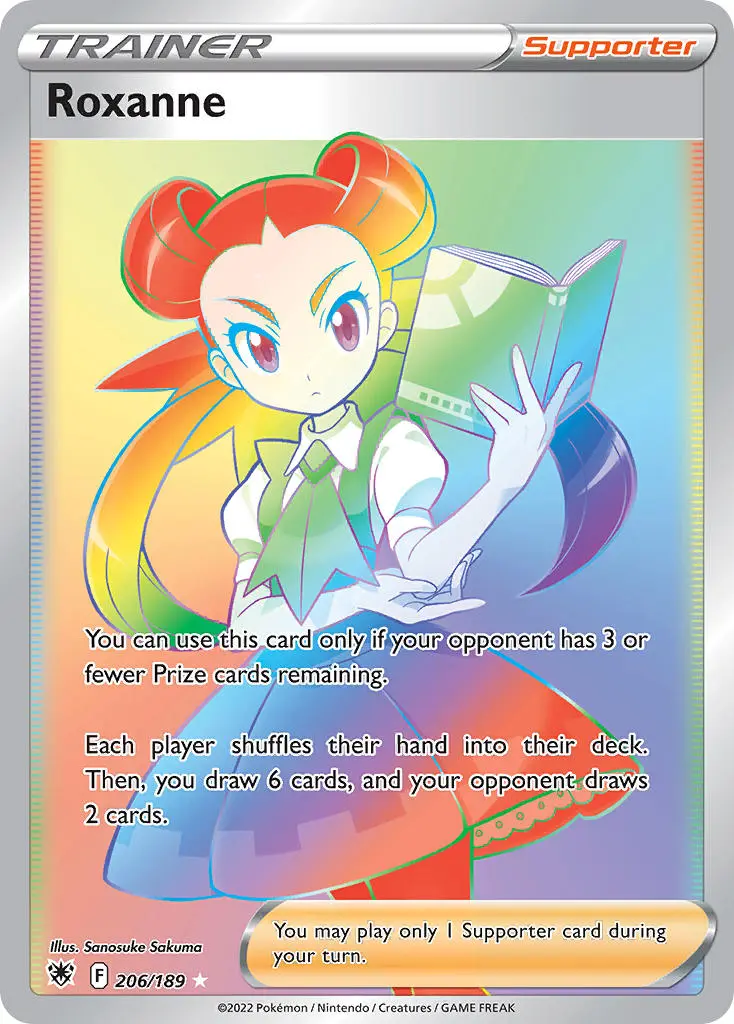 TRAINER
Supporter
Roxanne
You can use this card only if your opponent has 3 or
fewer Prize cards remaining.
Each player shuffles their hand into their deck.
Then, you draw 6 cards, and your opponent draws
2 cards.
You may play only 1 Supporter card during
your turn.
Illus. Sanosuke Sakuma
F 206/189
©2022 Pokémon / Nintendo / Creatures / GAME FREAK